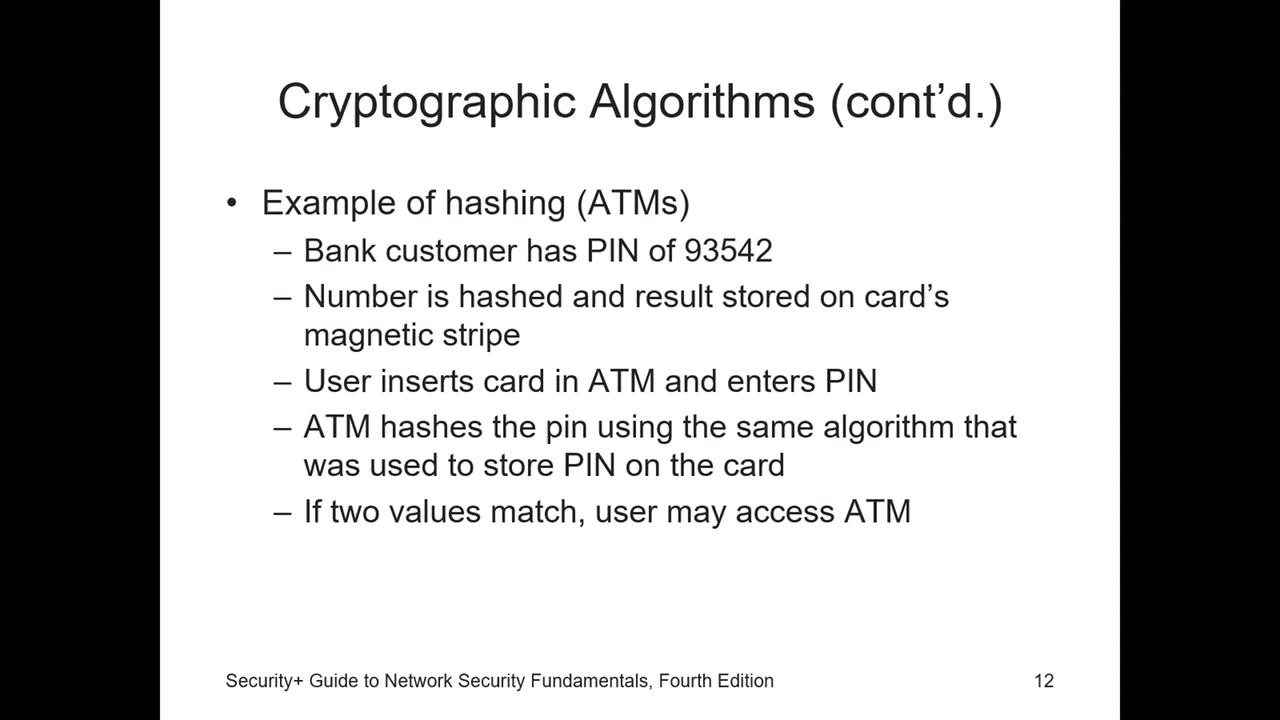 Cryptographic Algorithms (cont’d.)
• Example of hashing (ATMs)
– Bank customer has PIN of 93542
– Number is hashed and result stored on card’s
magnetic stripe
– User inserts card in ATM and enters PIN
– ATM hashes the pin using the same algorithm that
was used to store PIN on the card
– If two values match, user may access ATM
Security+ Guide to Network Security Fundamentals, Fourth Edition
12